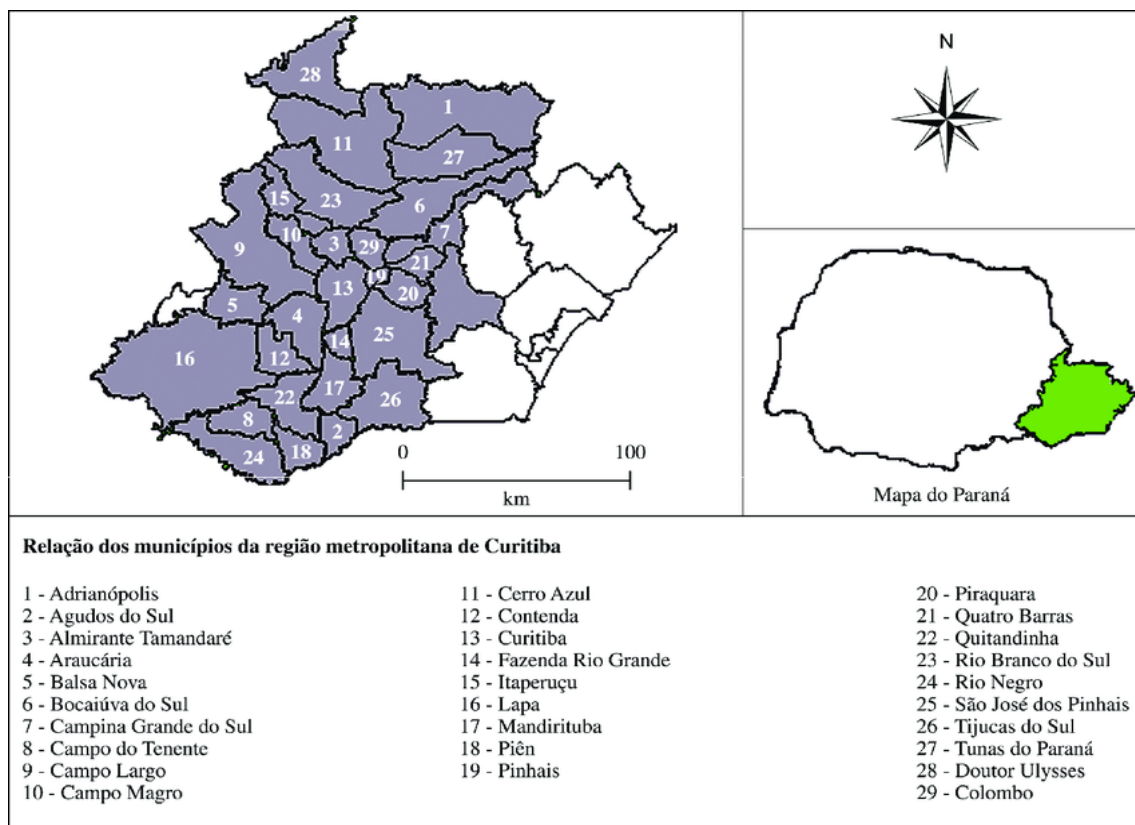 28
1
11
27
15
23
6
10
3
29
7
9
21
19
13
20
5
4
25
14
16
12
17
22
26
8
2
18
24
0
100
km
N
Mapa do Paraná
Relação dos municípios da região metropolitana de Curitiba
1 - Adrianópolis
2 - Agudos do Sul
3 - Almirante Tamandaré
4 - Araucária
5 - Balsa Nova
6 - Bocaiúva do Sul
7 - Campina Grande do Sul
8 - Campo do Tenente
9 - Campo Largo
10 - Campo Magro
11 - Cerro Azul
12 - Contenda
13 - Curitiba
14 - Fazenda Rio Grande
15 - Itaperuçu
16 - Lapa
17 - Mandirituba
18 - Piên
19 - Pinhais
20 - Piraquara
21 - Quatro Barras
22 - Quitandinha
23 - Rio Branco do Sul
24 - Rio Negro
25 - São José dos Pinhais
26 - Tijucas do Sul
27 - Tunas do Paraná
28 - Doutor Ulysses
29 - Colombo